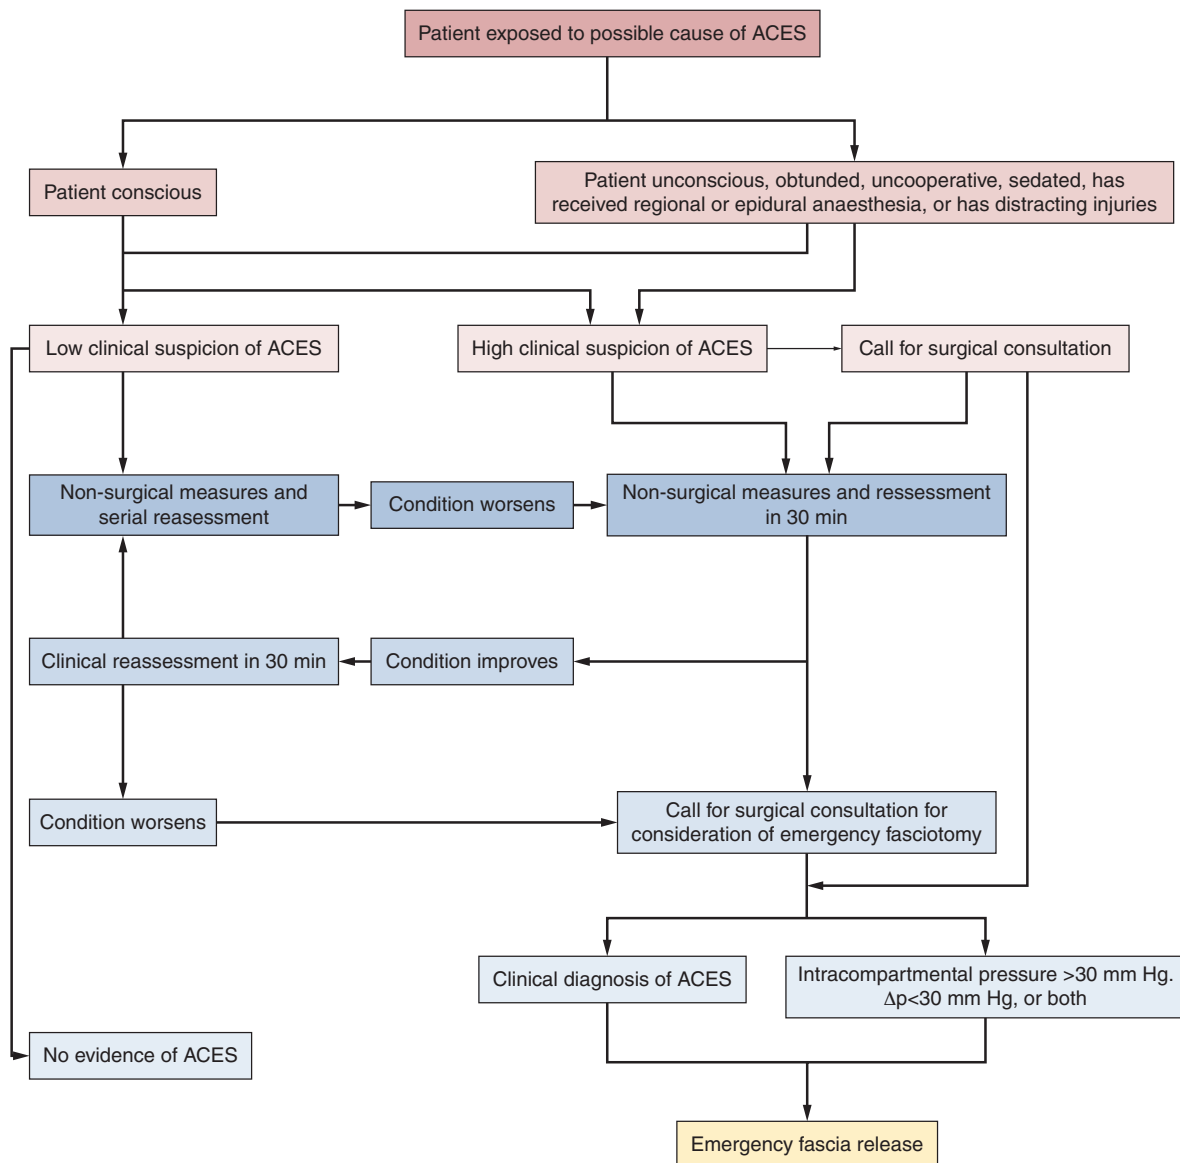 Patient exposed to possible cause of ACES
Patient conscious
Patient unconscious, obtunded, uncooperative, sedated, has
received regional or epidural anaesthesia, or has distracting injuries
Low clinical suspicion of ACES
High clinical suspicion of ACES
Call for surgical consultation
Non-surgical measures and
serial reasessment
Condition worsens
Non-surgical measures and ressessment
in 30 min
Clinical reassessment in 30 min
Condition improves
Condition worsens
Call for surgical consultation for
consideration of emergency fasciotomy
Clinical diagnosis of ACES
Intracompartmental pressure >30 mm Hg.
Δp<30 mm Hg, or both
No evidence of ACES
Emergency fascia release